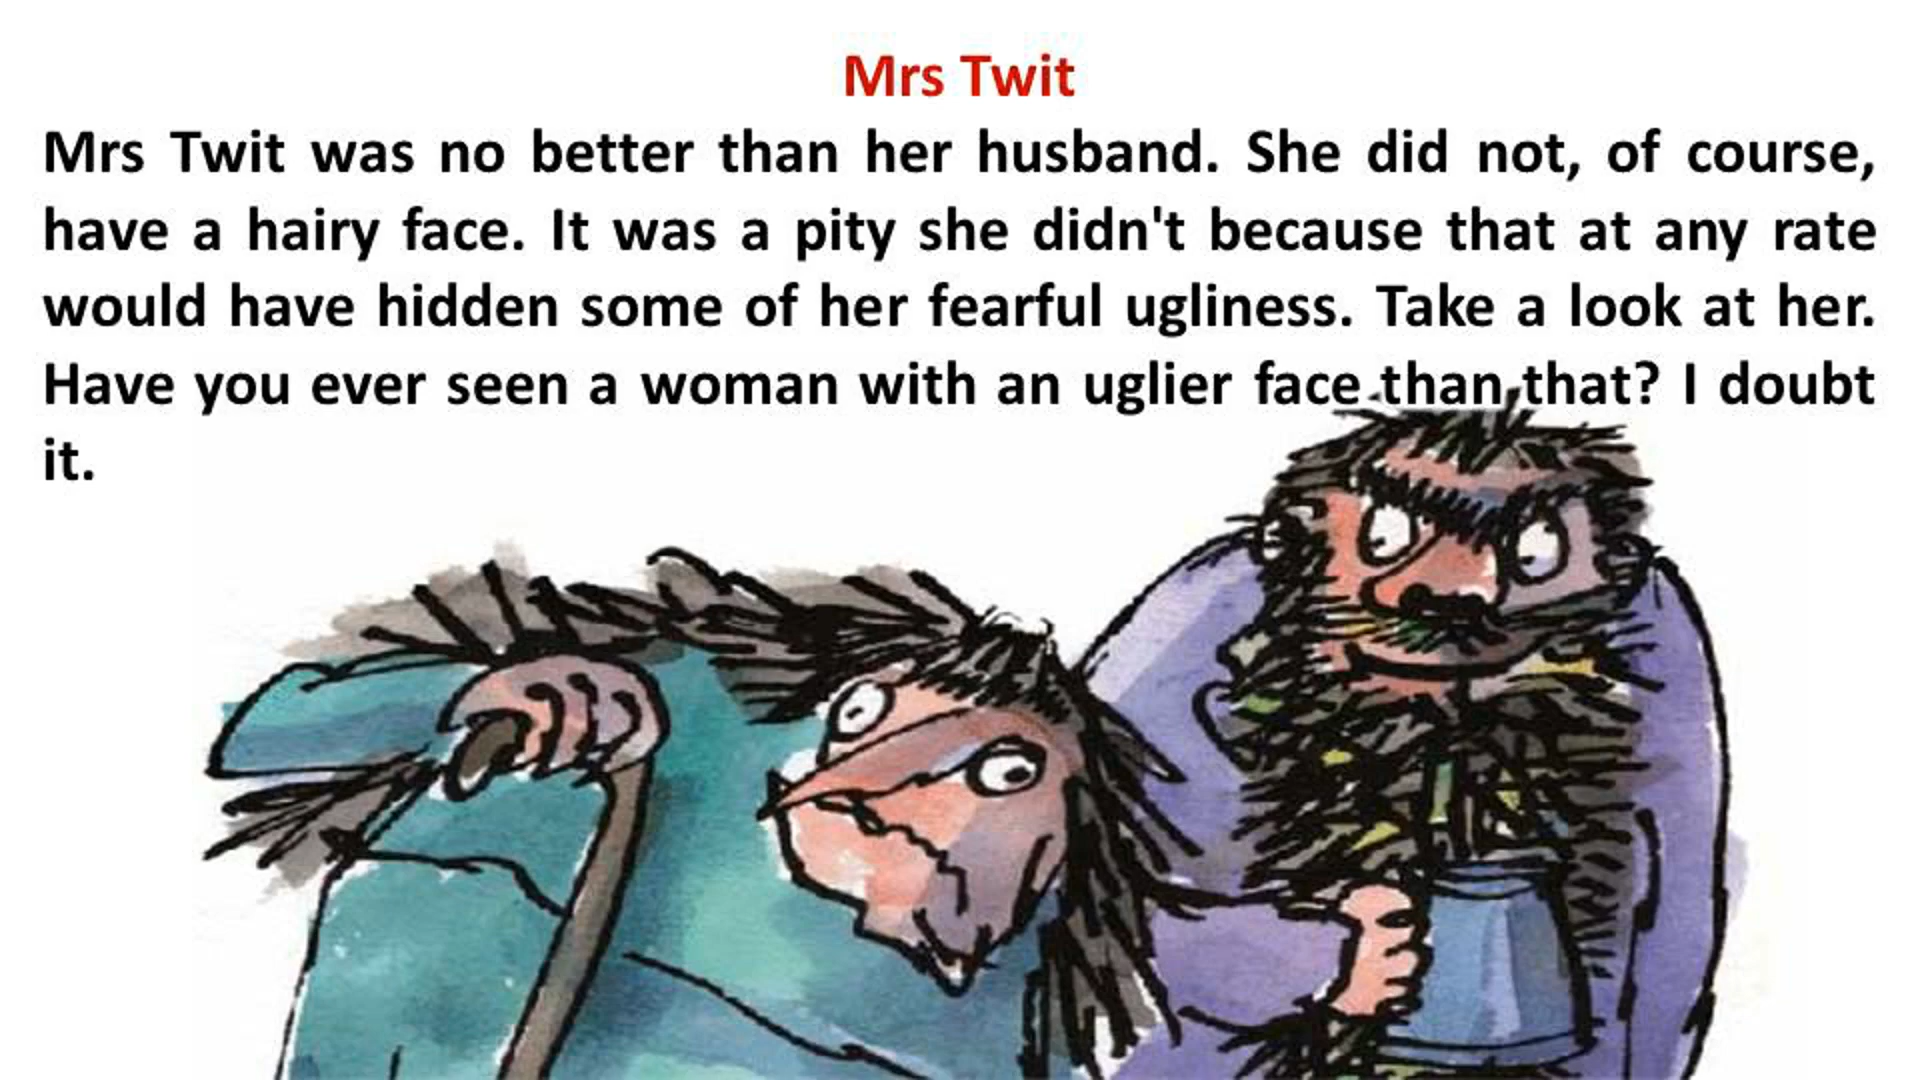 Mrs Twit
Mrs Twit was no better than her husband. She did not, of course,
have a hairy face. It was a pity she didn't because that at any rate
would have hidden some of her fearful ugliness. Take a look at her.
Have you ever seen a woman with an uglier face than that? I doubt
it.